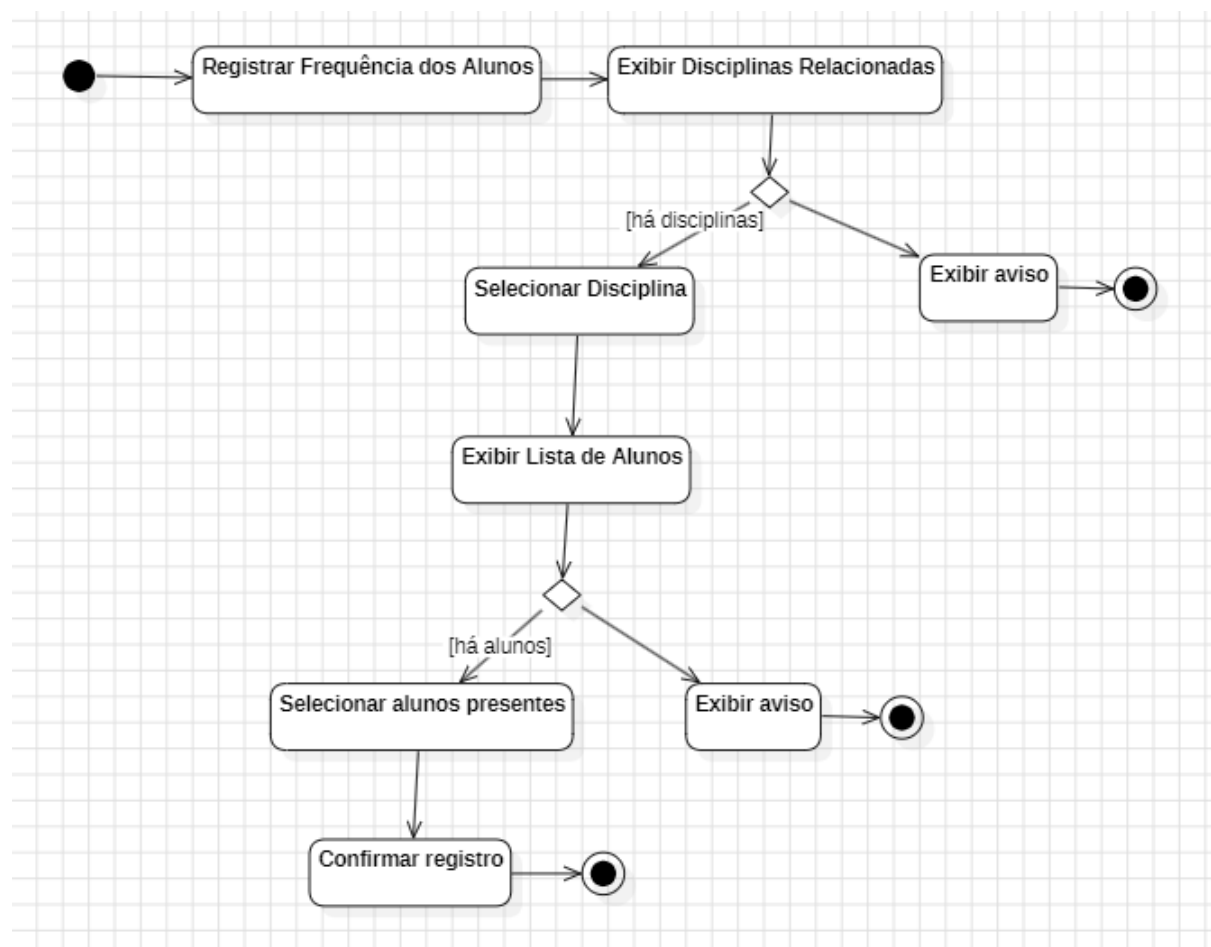 Registrar Frequência dos Alunos
Exibir Disciplinas Relacionadas
[há disciplinas]
Selecionar Disciplina
Exibir aviso
Exibir Lista de Alunos
[há alunos]
Selecionar alunos presentes
Exibir aviso
Confirmar registro